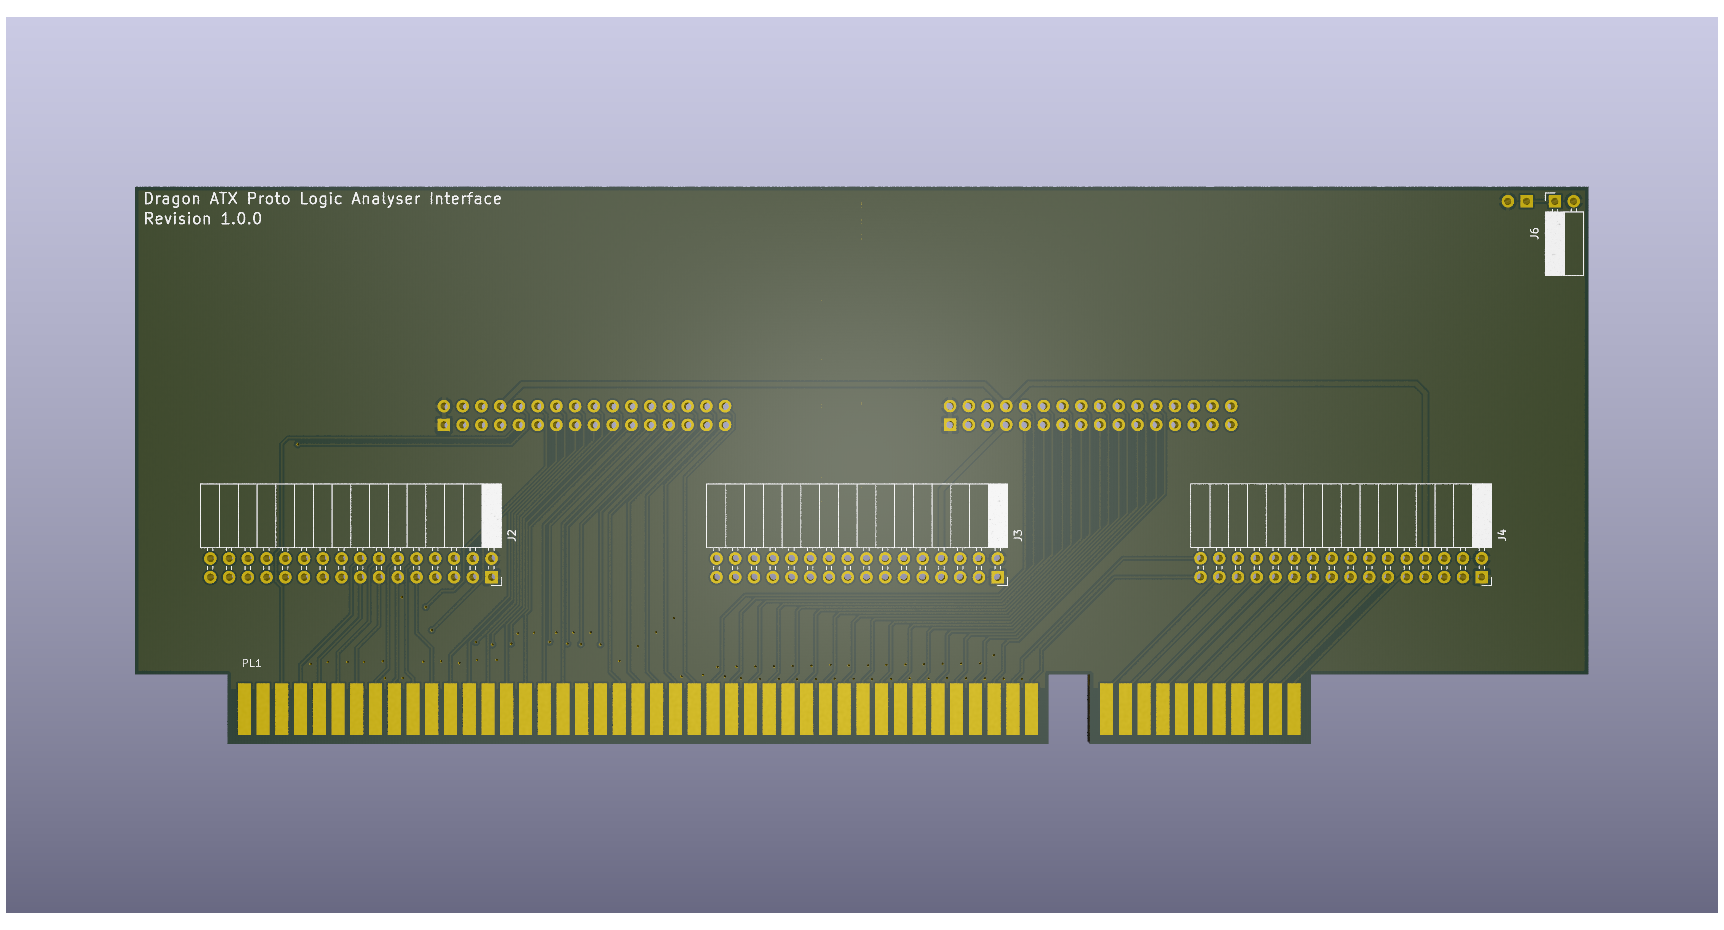 Dragon ATX Proto Logic Analyser Interface
Revision 1.0.0
J6
J2
J3
J4
PL1